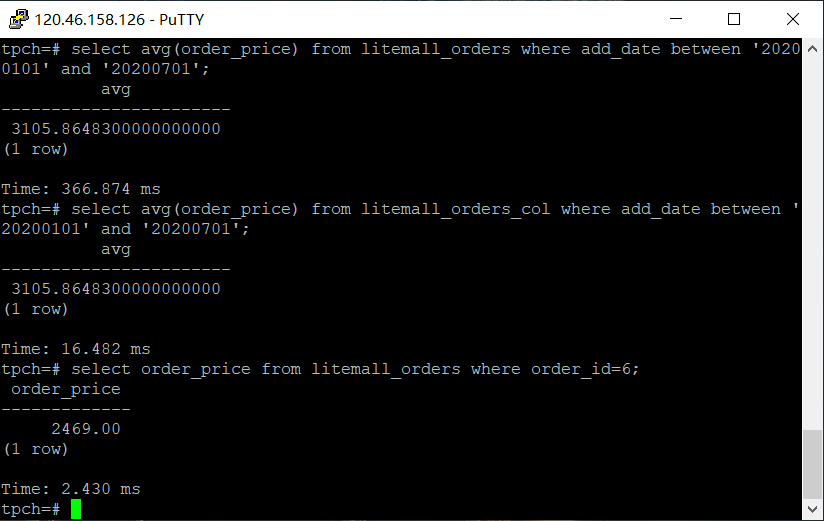 120.46.158.126 - PuTTY
tpch=# select avg(order_price) from litemall_orders where add_date between '2020
0101' and '20200701';
          avg
-----------------------
 3105.8648300000000000
(1 row)

Time: 366.874 ms
tpch=# select avg(order_price) from litemall_orders_col where add_date between '
20200101' and '20200701';
          avg
-----------------------
 3105.8648300000000000
(1 row)

Time: 16.482 ms
tpch=# select order_price from litemall_orders where order_id=6;
 order_price
-------------
     2469.00
(1 row)

Time: 2.430 ms
tpch=#